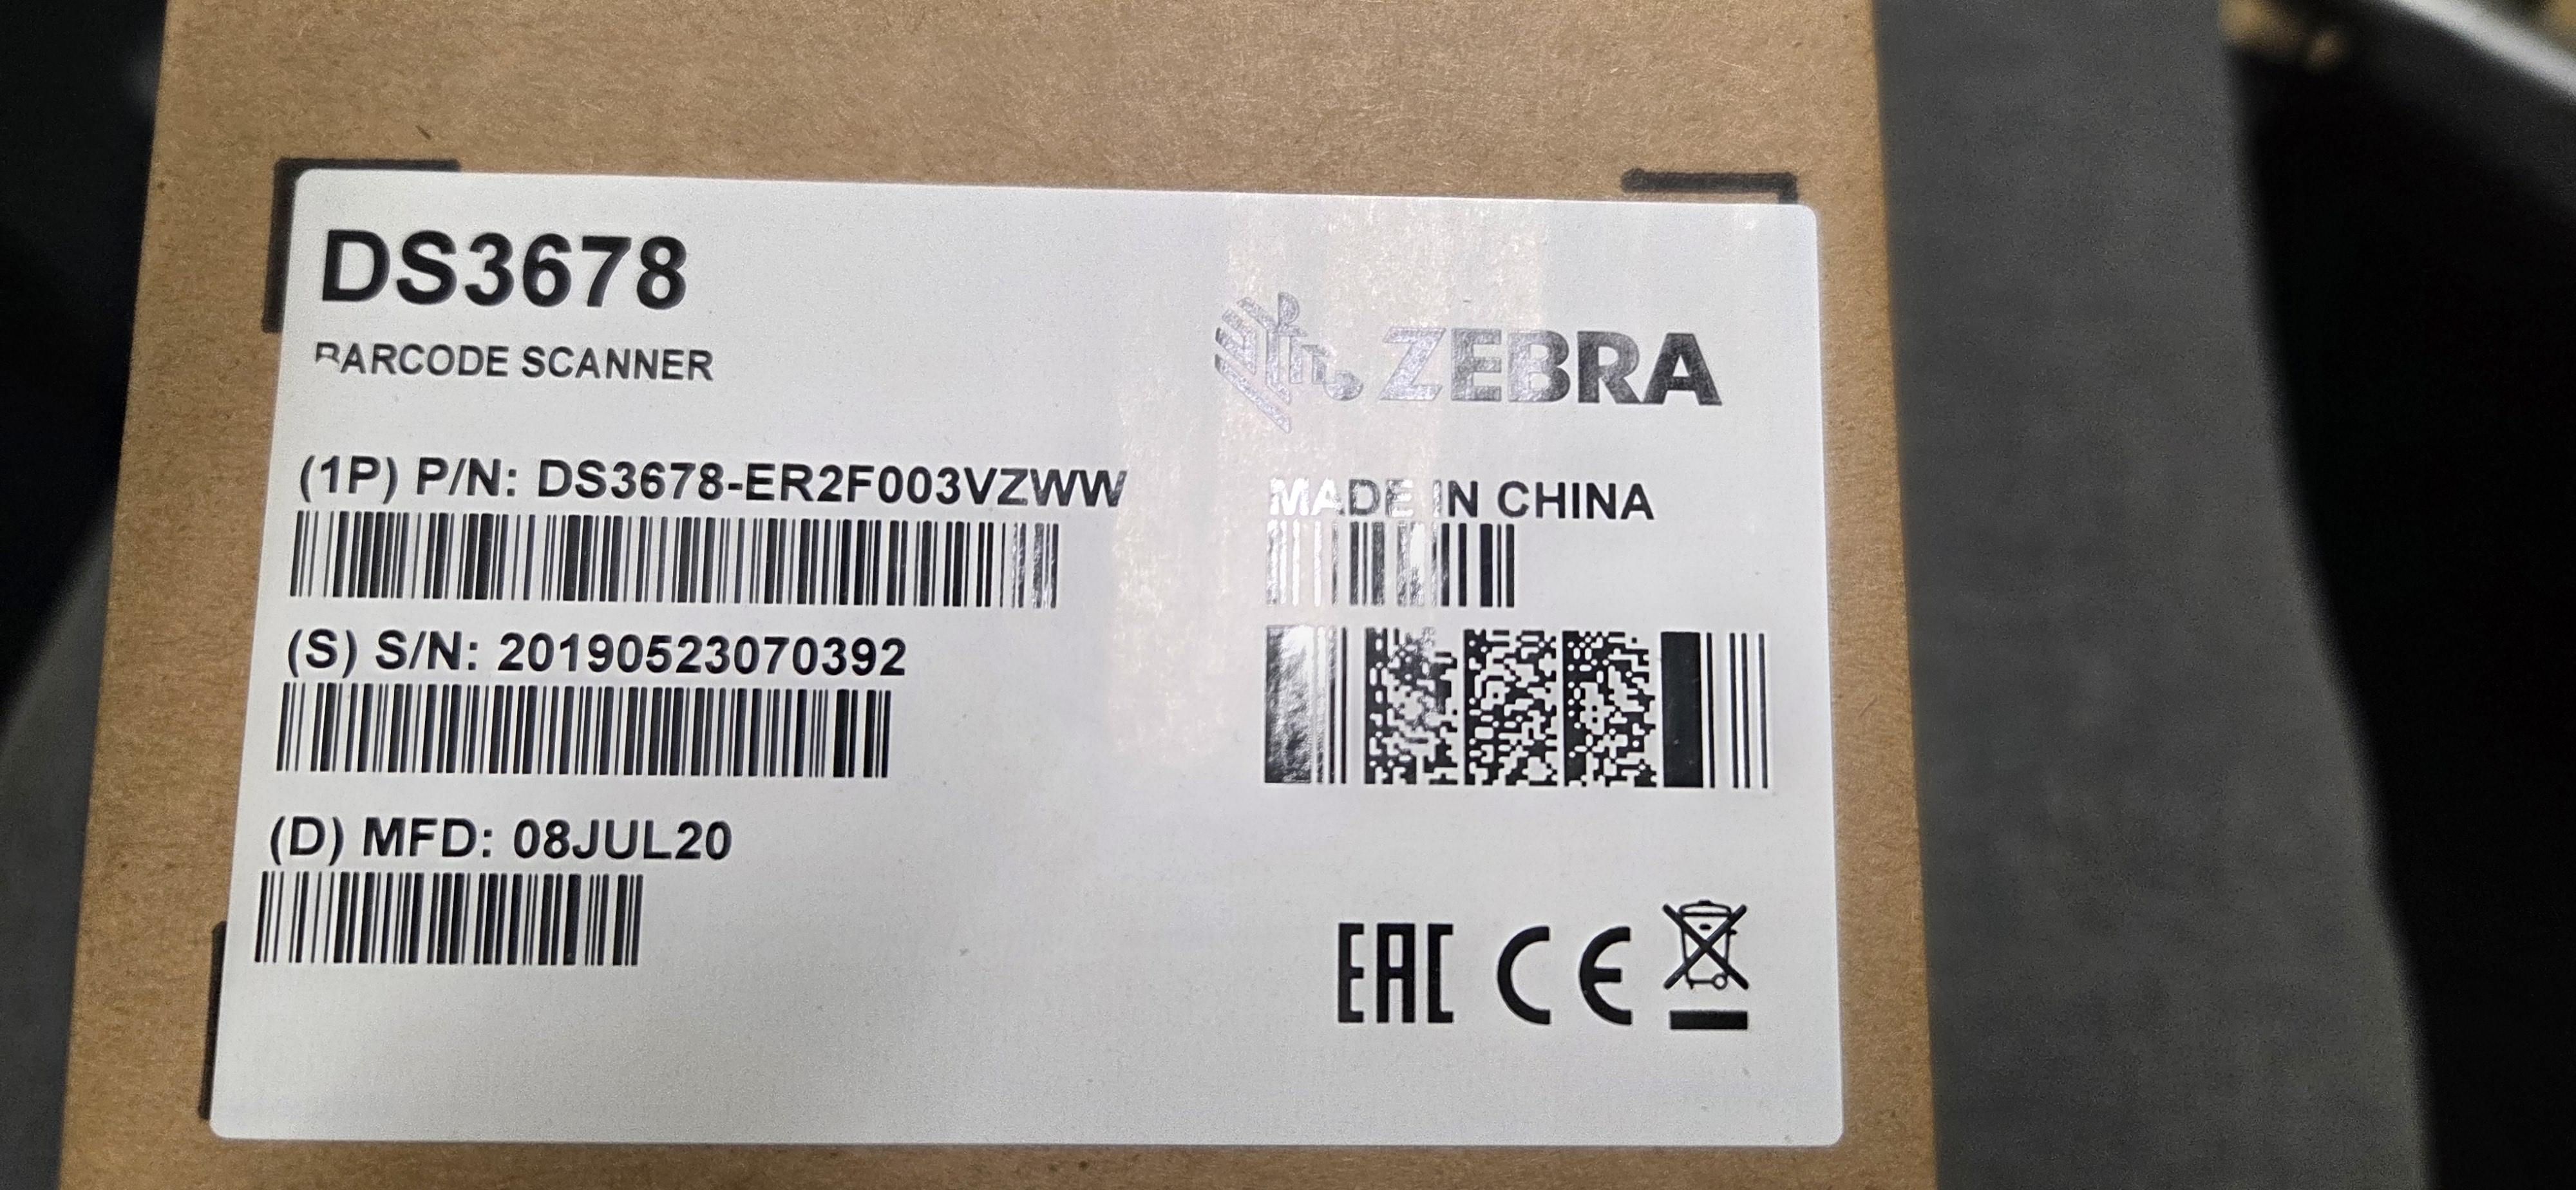 DS3678
BARCODE SCANNER
ZEBRA
(1P) P/N: DS3678-ER2F003VZWW
MADE IN CHINA
(S) S/N: 20190523070392
(D) MFD: 08JUL20
EAC CE